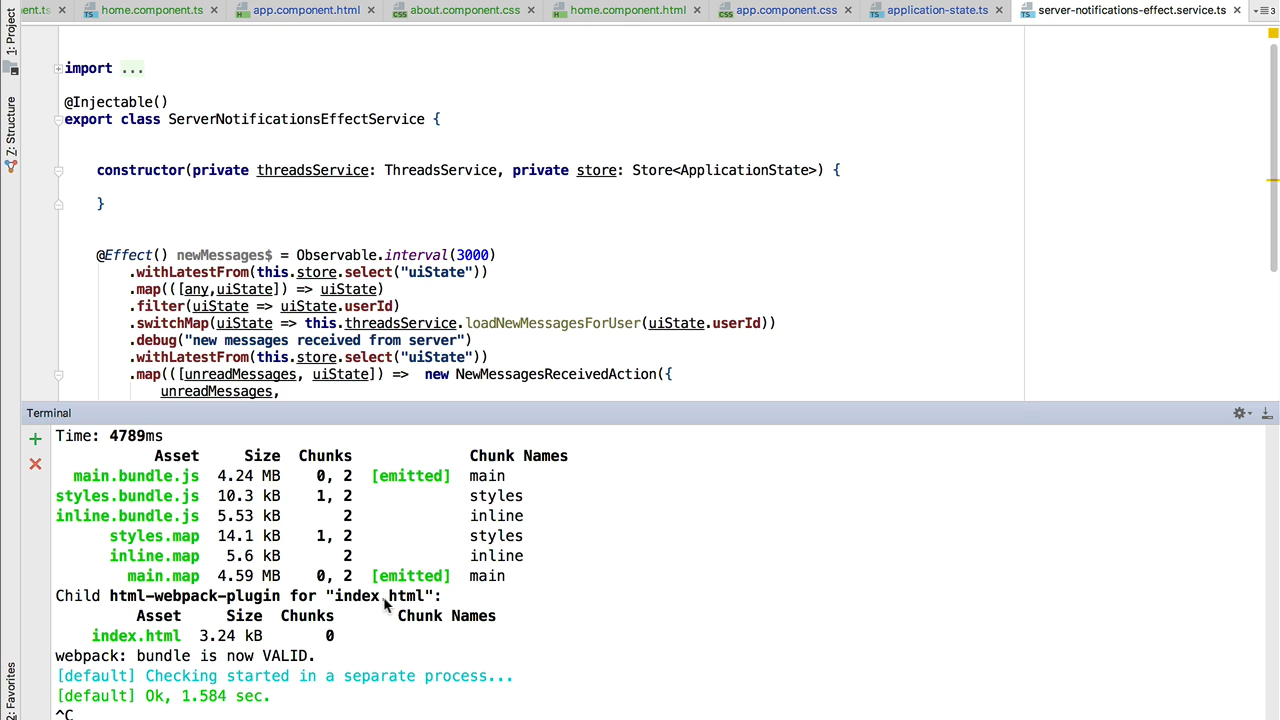 ent.ts home.component.ts app.component.html about.component.css home.component.html app.component.css application-state.ts server-notifications-effect.service.ts 3
1: Project
Z: Structure
2: Favorites
import ...
@Injectable()
export class ServerNotificationsEffectService {
constructor(private threadsService: ThreadsService, private store: Store<ApplicationState>) {
}
@Effect() newMessages$ = Observable.interval(3000)
.withLatestFrom(this.store.select("uiState"))
.map(([any,uiState]) => uiState)
.filter(uiState => uiState.userId)
.switchMap(uiState => this.threadsService.loadNewMessagesForUser(uiState.userId))
.debug("new messages received from server")
.withLatestFrom(this.store.select("uiState"))
.map(([unreadMessages, uiState]) =>  new NewMessagesReceivedAction({
unreadMessages,
Terminal
Time: 4789ms
Asset Size Chunks Chunk Names
main.bundle.js 4.24 MB 0, 2 [emitted] main
styles.bundle.js 10.3 kB 1, 2 styles
inline.bundle.js 5.53 kB 2 inline
styles.map 14.1 kB 1, 2 styles
inline.map 5.6 kB 2 inline
main.map 4.59 MB 0, 2 [emitted] main
Child html-webpack-plugin for "index.html":
Asset Size Chunks Chunk Names
index.html 3.24 kB 0
webpack: bundle is now VALID.
[default] Checking started in a separate process...
[default] Ok, 1.584 sec.
^C